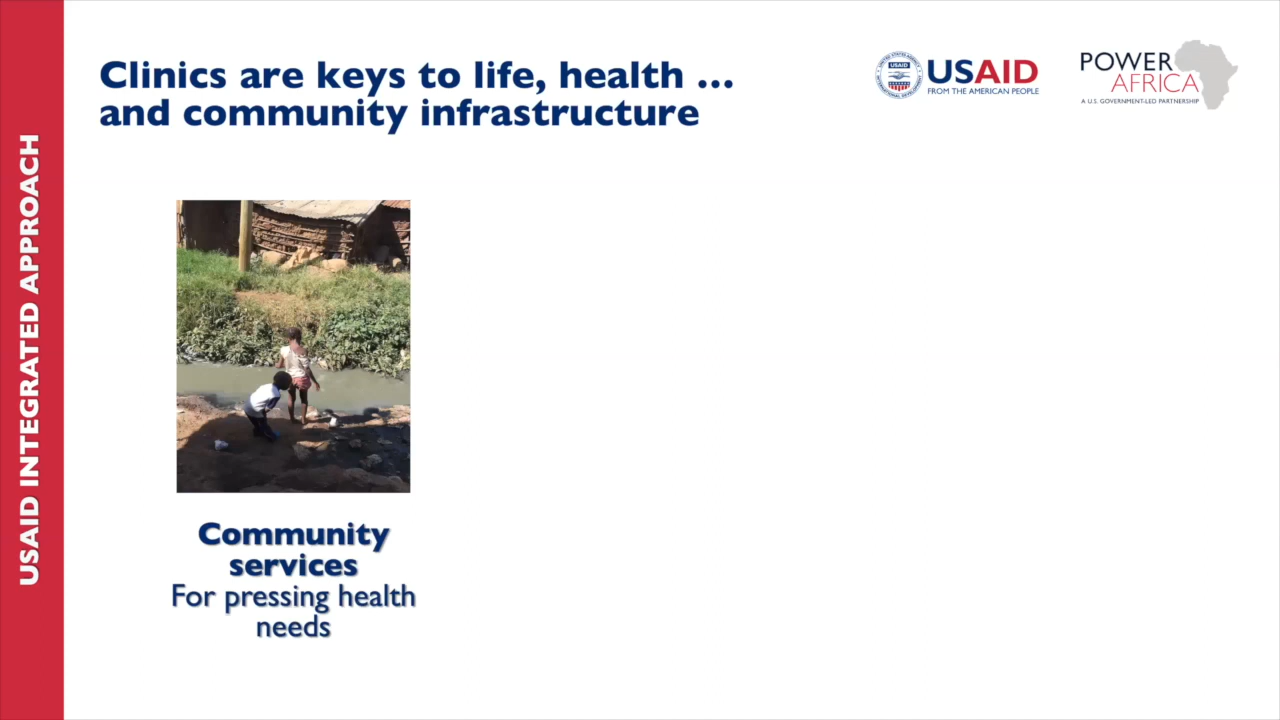 Clinics are keys to life, health ...
and community infrastructure
USAID
FROM THE AMERICAN PEOPLE
POWER
AFRICA
A U.S. GOVERNMENT-LED PARTNERSHIP
USAID INTEGRATED APPROACH
Community
services
For pressing health
needs